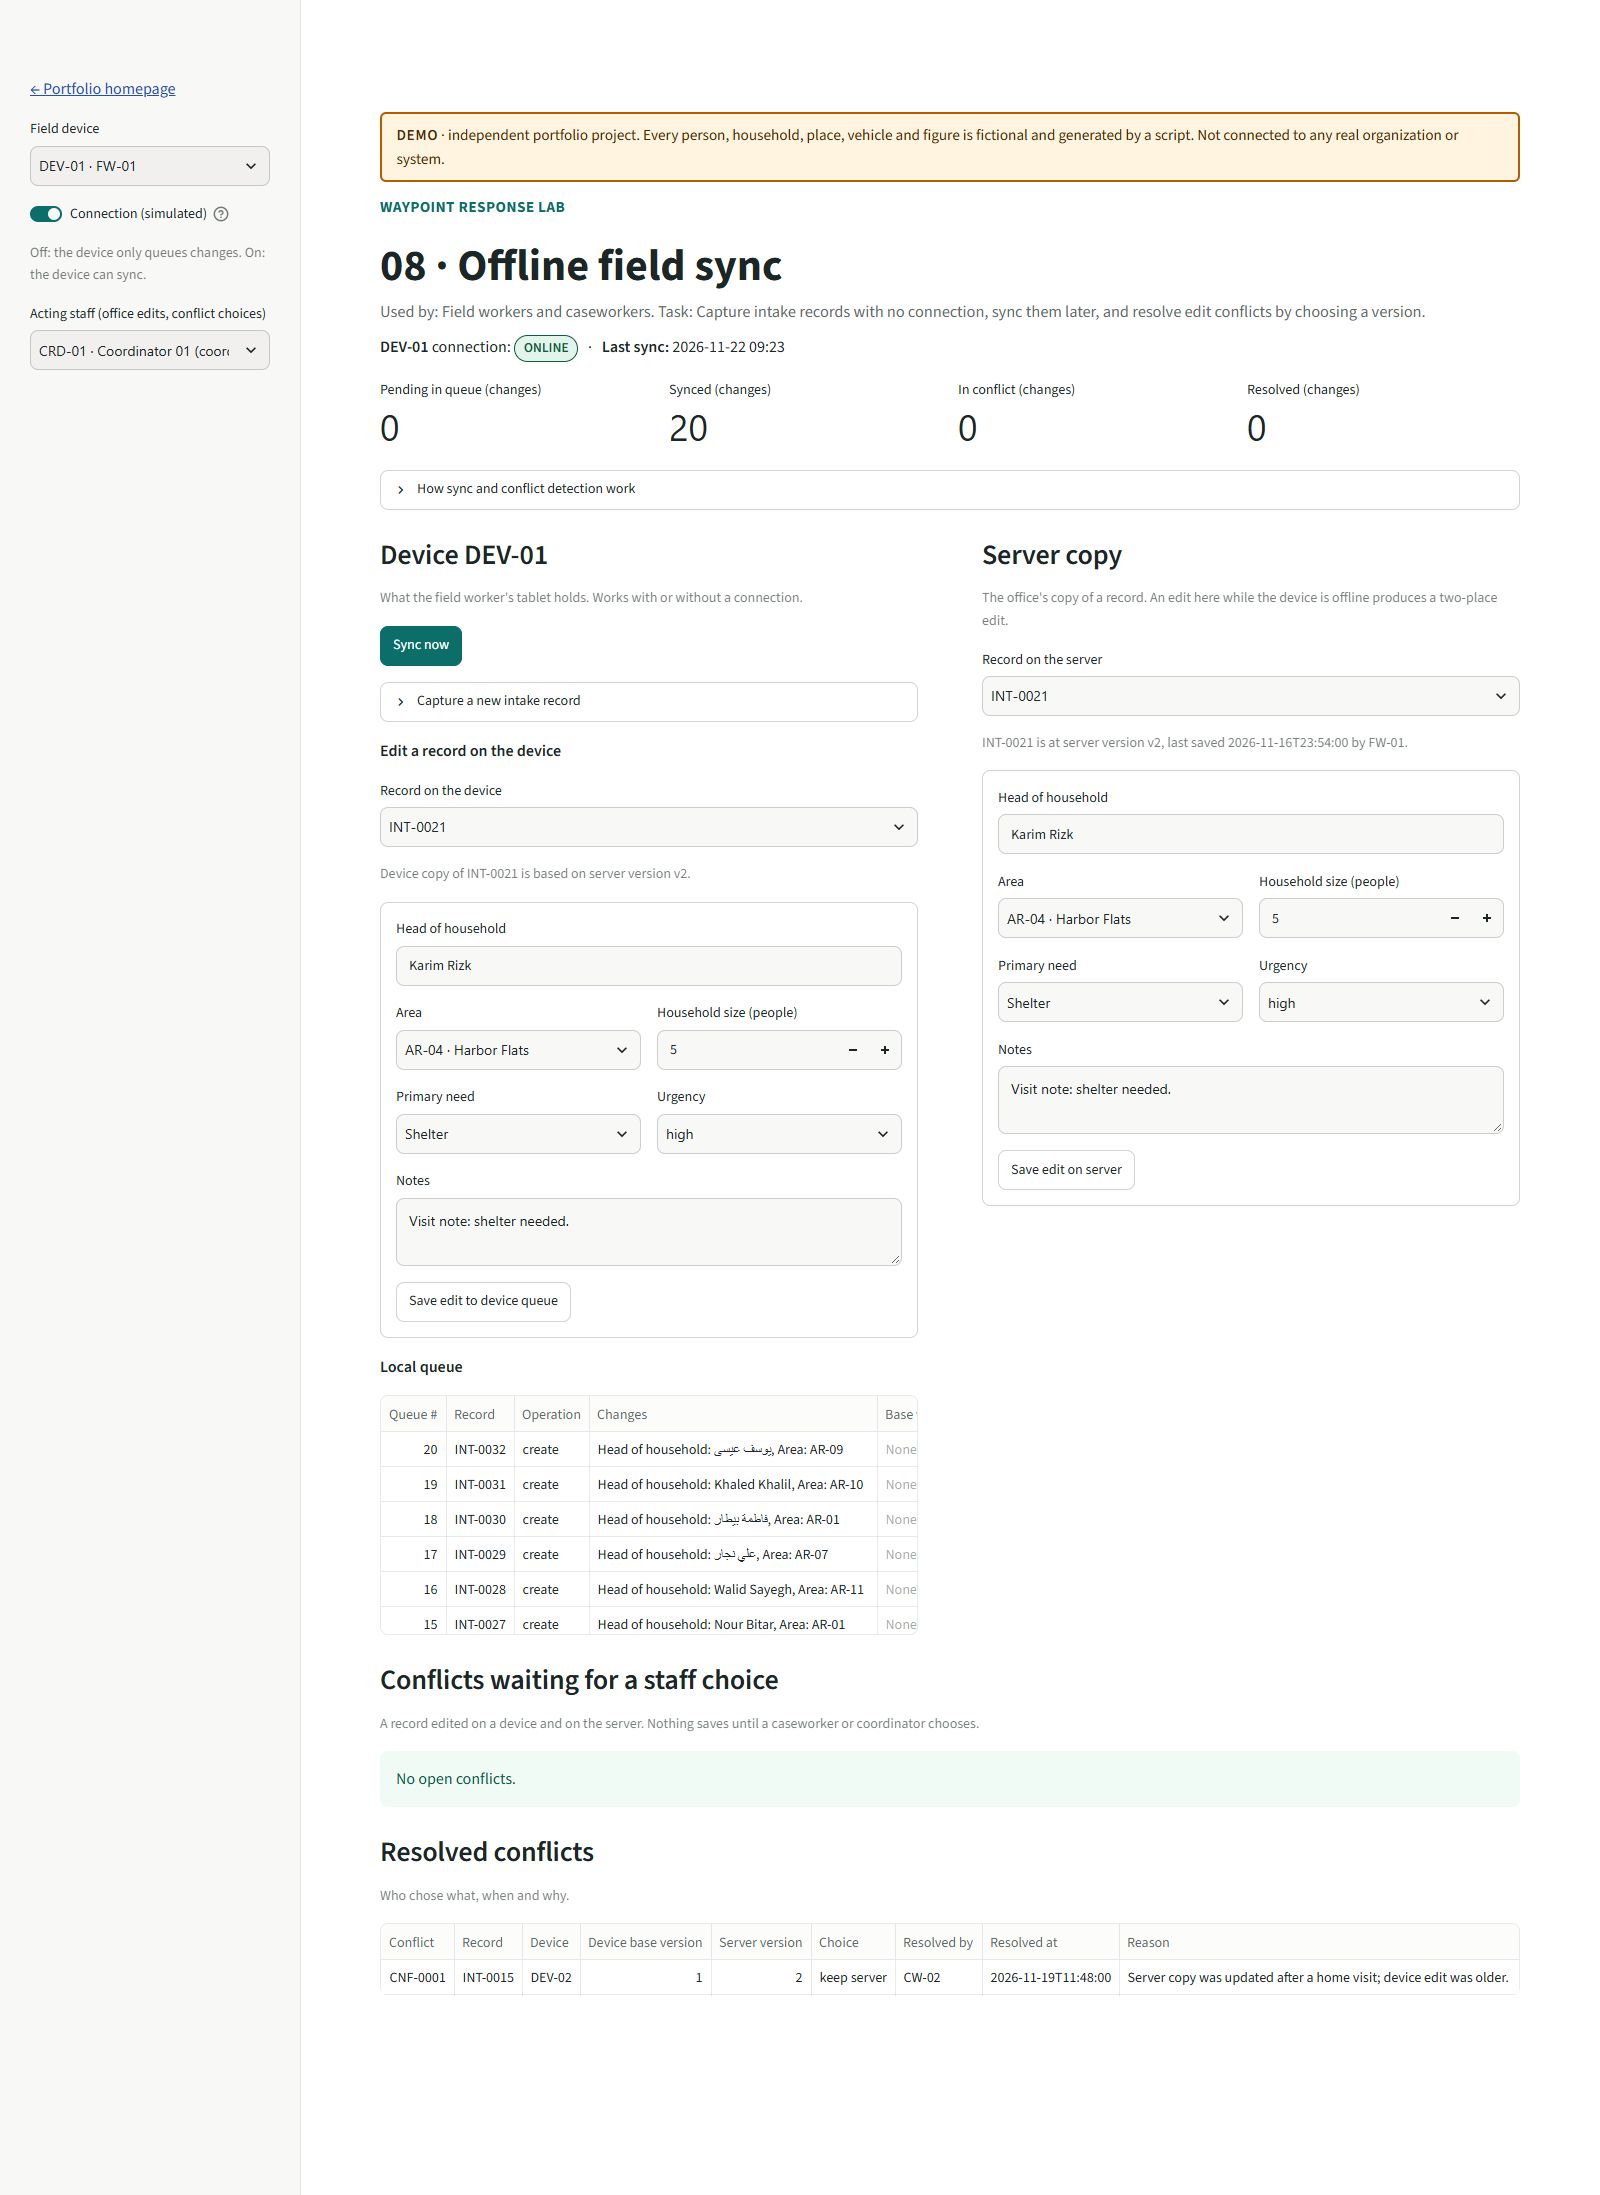 ← Portfolio homepage
Field device
DEV-01 · FW-01
Connection (simulated)
Off: the device only queues changes. On:
the device can sync.
Acting staff (office edits, conflict choices)
CRD-01 · Coordinator 01 (coor
DEMO · independent portfolio project. Every person, household, place, vehicle and figure is fictional and generated by a script. Not connected to any real organization or
system.
WAYPOINT RESPONSE LAB
08 · Offline field sync
Used by: Field workers and caseworkers. Task: Capture intake records with no connection, sync them later, and resolve edit conflicts by choosing a version.
DEV-01 connection: ONLINE · Last sync: 2026-11-22 09:23
Pending in queue (changes) Synced (changes) In conflict (changes) Resolved (changes)
0 20 0 0
How sync and conflict detection work
Device DEV-01
What the field worker's tablet holds. Works with or without a connection.
Sync now
Capture a new intake record
Edit a record on the device
Record on the device
INT-0021
Device copy of INT-0021 is based on server version v2.
Head of household
Karim Rizk
Area Household size (people)
AR-04 · Harbor Flats 5 − +
Primary need Urgency
Shelter high
Notes
Visit note: shelter needed.
Save edit to device queue
Local queue
Queue # Record Operation Changes Base
20 INT-0032 create Head of household: يوسف عيسى, Area: AR-09 None
19 INT-0031 create Head of household: Khaled Khalil, Area: AR-10 None
18 INT-0030 create Head of household: فاطمة بيطار, Area: AR-01 None
17 INT-0029 create Head of household: علي نجار, Area: AR-07 None
16 INT-0028 create Head of household: Walid Sayegh, Area: AR-11 None
15 INT-0027 create Head of household: Nour Bitar, Area: AR-01 None
Server copy
The office's copy of a record. An edit here while the device is offline produces a two-place
edit.
Record on the server
INT-0021
INT-0021 is at server version v2, last saved 2026-11-16T23:54:00 by FW-01.
Head of household
Karim Rizk
Area Household size (people)
AR-04 · Harbor Flats 5 − +
Primary need Urgency
Shelter high
Notes
Visit note: shelter needed.
Save edit on server
Conflicts waiting for a staff choice
A record edited on a device and on the server. Nothing saves until a caseworker or coordinator chooses.
No open conflicts.
Resolved conflicts
Who chose what, when and why.
Conflict Record Device Device base version Server version Choice Resolved by Resolved at Reason
CNF-0001 INT-0015 DEV-02 1 2 keep server CW-02 2026-11-19T11:48:00 Server copy was updated after a home visit; device edit was older.